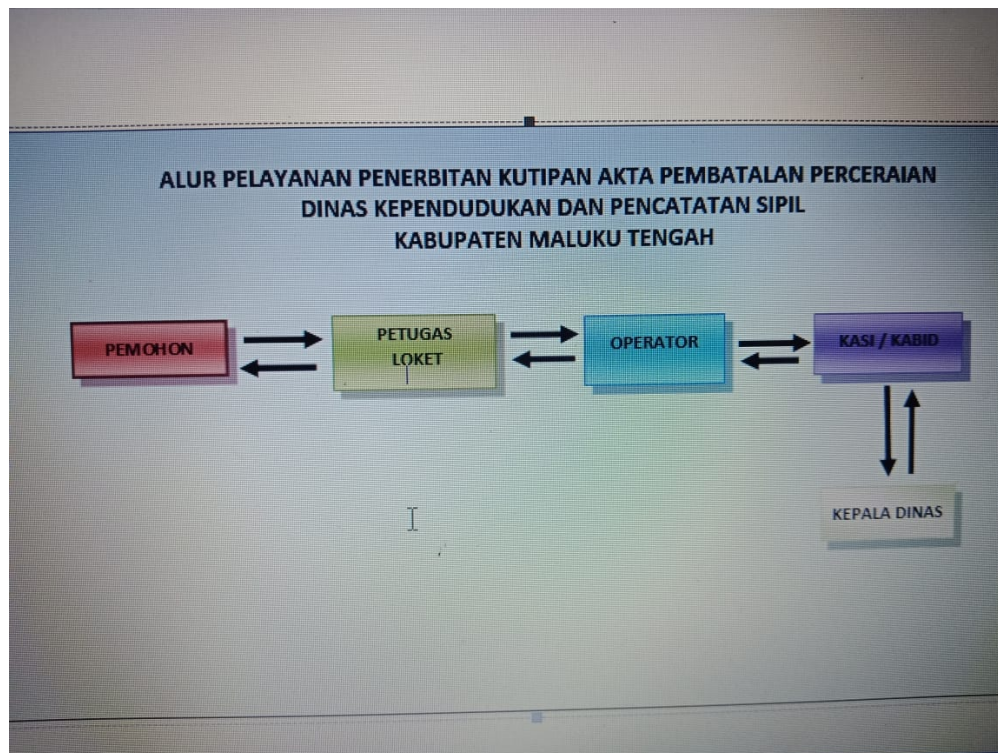 ALUR PELAYANAN PENERBITAN KUTIPAN AKTA PEMBATALAN PERCERAIAN
DINAS KEPENDUDUKAN DAN PENCATATAN SIPIL
KABUPATEN MALUKU TENGAH
PEMOHON
PETUGAS
LOKET
OPERATOR
KASI / KABID
KEPALA DINAS